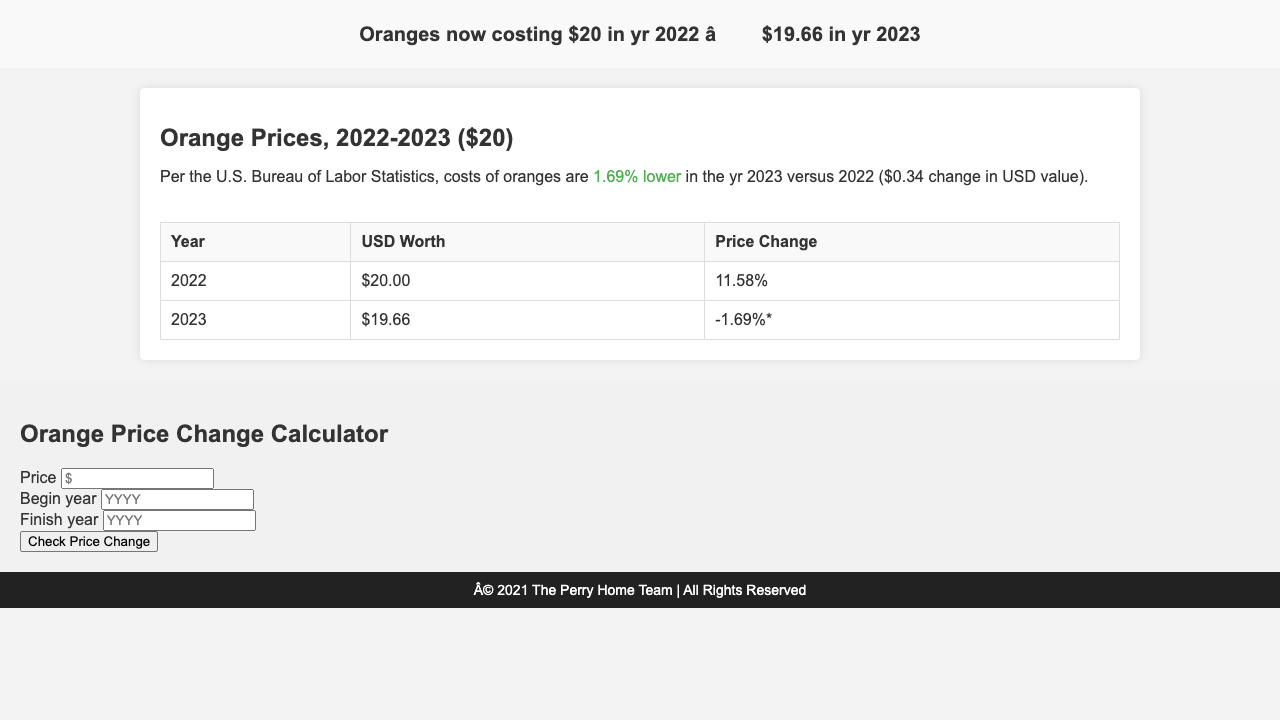 Oranges now costing $20 in yr 2022 â $19.66 in yr 2023
Orange Prices, 2022-2023 ($20)
Per the U.S. Bureau of Labor Statistics, costs of oranges are 1.69% lower in the yr 2023 versus 2022 ($0.34 change in USD value).
Year USD Worth Price Change
2022 $20.00 11.58%
2023 $19.66 -1.69%*
Orange Price Change Calculator
Price $
Begin year YYYY
Finish year YYYY
Check Price Change
Â© 2021 The Perry Home Team | All Rights Reserved